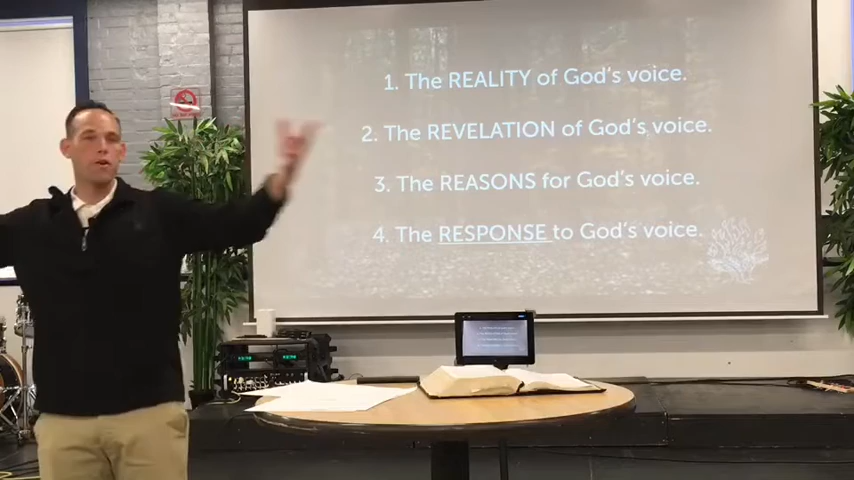 1. The REALITY of God's voice.
2. The REVELATION of God's voice.
3. The REASONS for God's voice.
4. The RESPONSE to God's voice.